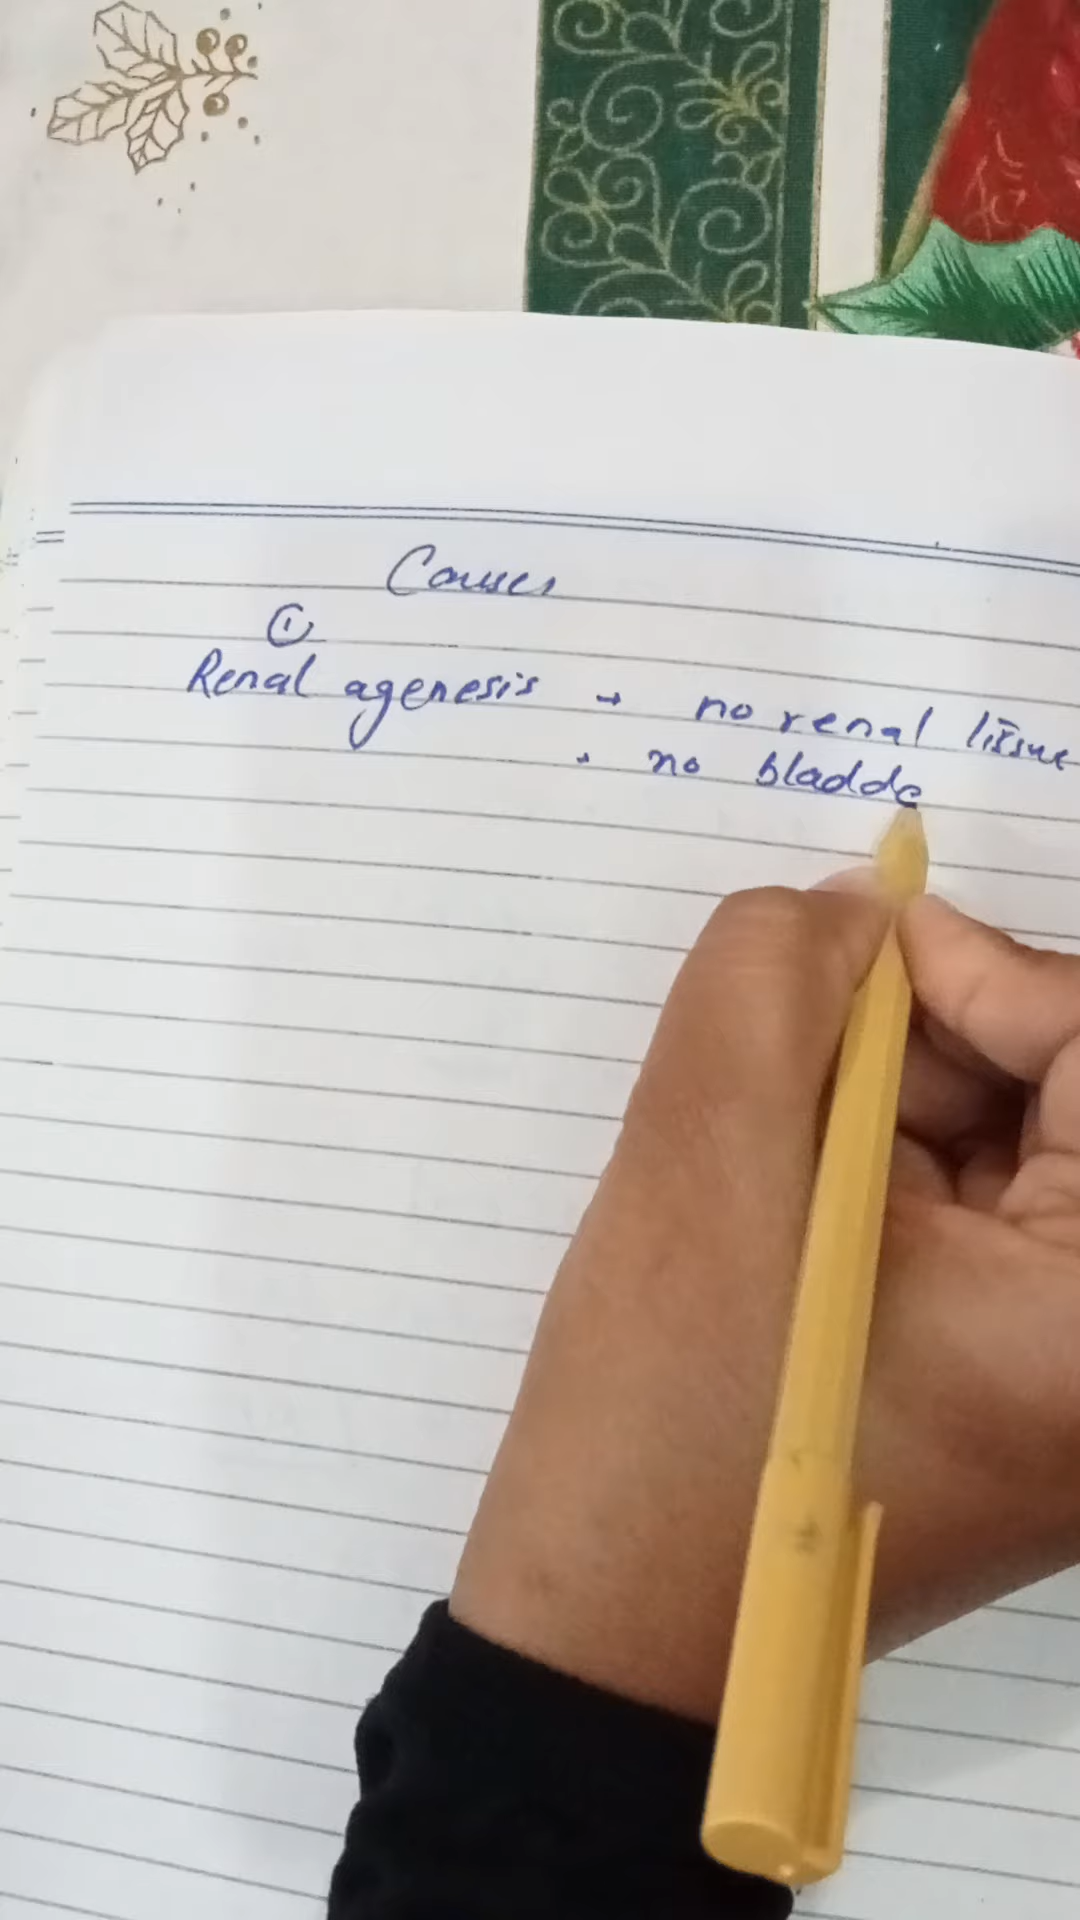 Causes
①
Renal agenesis → no renal tissue
→ no bladde